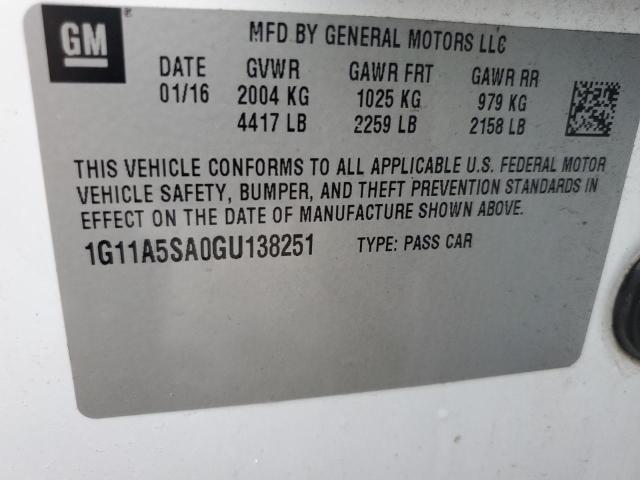 GM
MFD BY GENERAL MOTORS LLC
DATE GVWR GAWR FRT GAWR RR
01/16 2004 KG 1025 KG 979 KG
4417 LB 2259 LB 2158 LB
THIS VEHICLE CONFORMS TO ALL APPLICABLE U.S. FEDERAL MOTOR
VEHICLE SAFETY, BUMPER, AND THEFT PREVENTION STANDARDS IN
EFFECT ON THE DATE OF MANUFACTURE SHOWN ABOVE.
1G11A5SA0GU138251 TYPE: PASS CAR